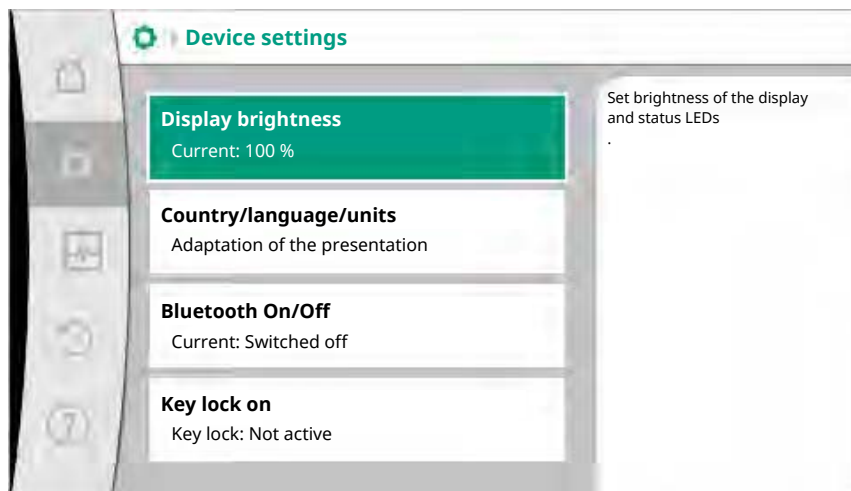 Device settings
Display brightness
Current: 100 %
Country/language/units
Adaptation of the presentation
Bluetooth On/Off
Current: Switched off
Key lock on
Key lock: Not active
Set brightness of the display
and status LEDs
.
?